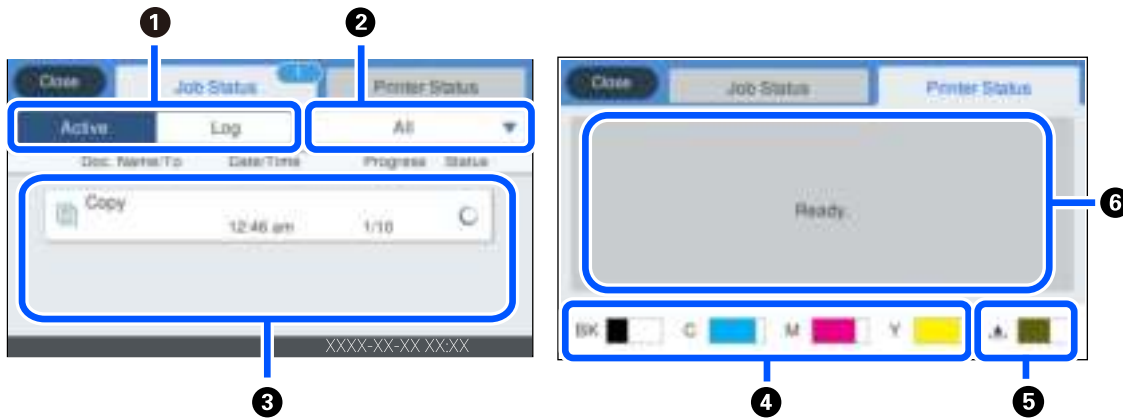 1 2
Close Job Status 1 Printer Status
Active Log All
Doc. Name/To Date/Time Progress Status
Copy
12:46 am 1/10
XXXX-XX-XX XX:XX
3
Close Job Status Printer Status
Ready.
6
BK C M Y
4 5